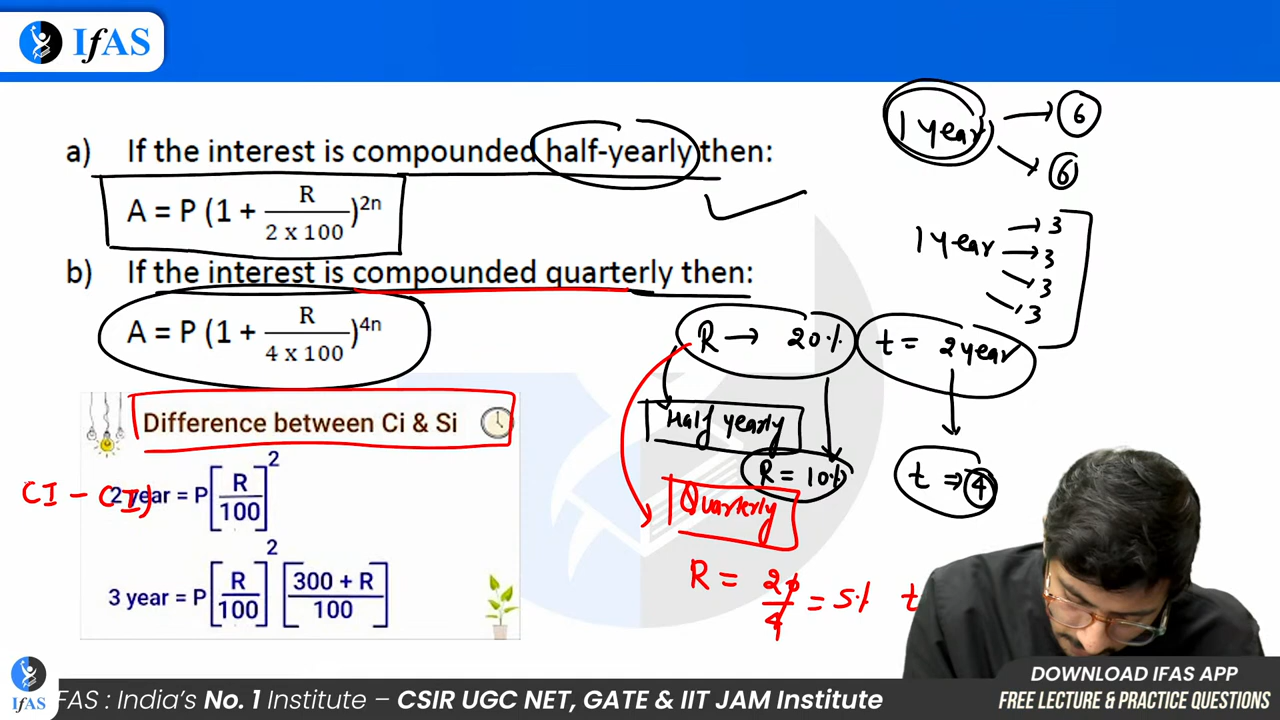 IfAS
a) If the interest is compounded half-yearly then:
A = P (1 + R / 2 x 100)^2n
b) If the interest is compounded quarterly then:
A = P (1 + R / 4 x 100)^4n
Difference between Ci & Si
CI - CI)
2 year = P[R/100]^2
3 year = P[R/100]^2 [300 + R / 100]
1 year → 6
→ 6
1 year → 3
→ 3
→ 3
→ 3
R → 20% t = 2 year
Half yearly
R = 10% t ⇒ 4
Quarterly
R = 20/4 = 5% t
IfAS
IFAS : India's No. 1 Institute – CSIR UGC NET, GATE & IIT JAM Institute
DOWNLOAD IFAS APP
FREE LECTURE & PRACTICE QUESTIONS